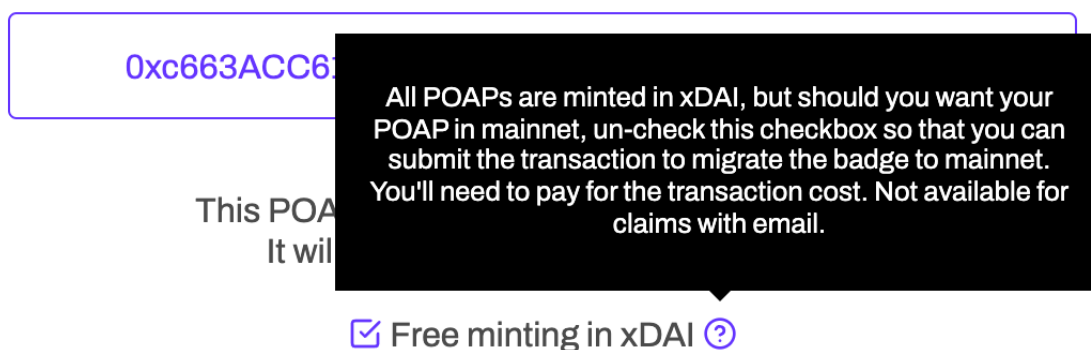 0xc663ACC61
All POAPs are minted in xDAI, but should you want your
POAP in mainnet, un-check this checkbox so that you can
submit the transaction to migrate the badge to mainnet.
You'll need to pay for the transaction cost. Not available for
claims with email.
This POA
It wil
Free minting in xDAI ?